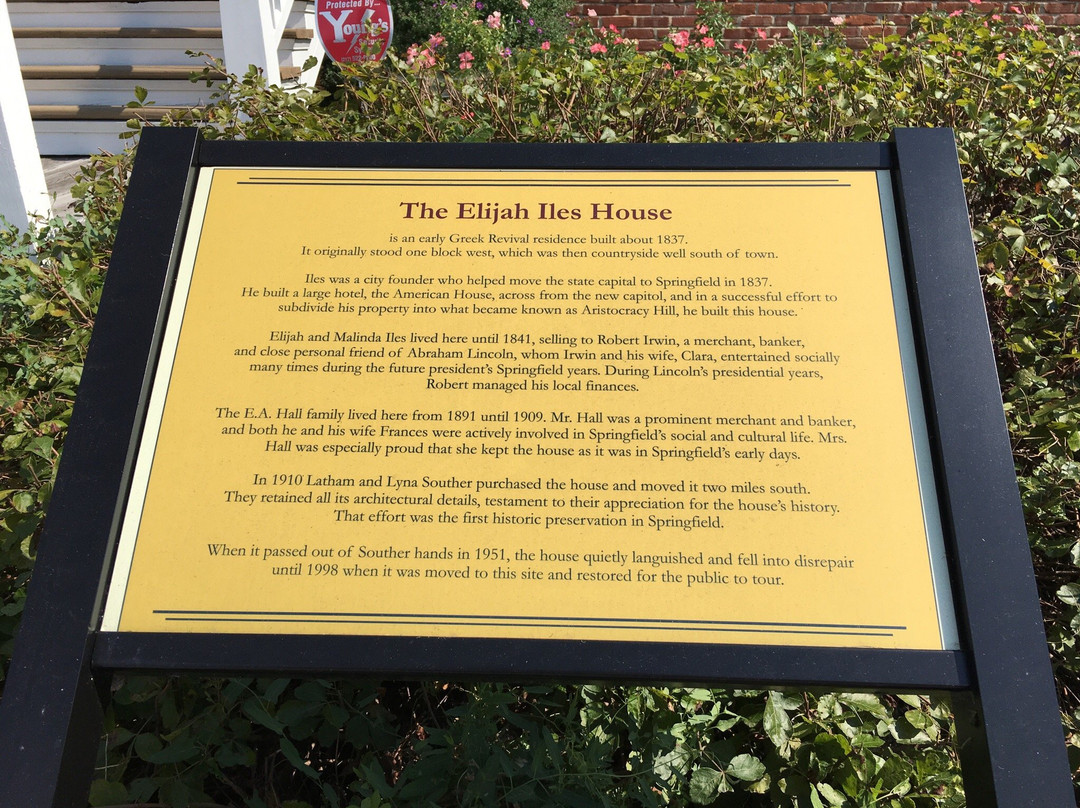 Protected By...
Young's
The Elijah Iles House
is an early Greek Revival residence built about 1837.
It originally stood one block west, which was then countryside well south of town.
Iles was a city founder who helped move the state capital to Springfield in 1837.
He built a large hotel, the American House, across from the new capitol, and in a successful effort to
subdivide his property into what became known as Aristocracy Hill, he built this house.
Elijah and Malinda Iles lived here until 1841, selling to Robert Irwin, a merchant, banker,
and close personal friend of Abraham Lincoln, whom Irwin and his wife, Clara, entertained socially
many times during the future president's Springfield years. During Lincoln's presidential years,
Robert managed his local finances.
The E.A. Hall family lived here from 1891 until 1909. Mr. Hall was a prominent merchant and banker,
and both he and his wife Frances were actively involved in Springfield's social and cultural life. Mrs.
Hall was especially proud that she kept the house as it was in Springfield's early days.
In 1910 Latham and Lyna Souther purchased the house and moved it two miles south.
They retained all its architectural details, testament to their appreciation for the house's history.
That effort was the first historic preservation in Springfield.
When it passed out of Souther hands in 1951, the house quietly languished and fell into disrepair
until 1998 when it was moved to this site and restored for the public to tour.